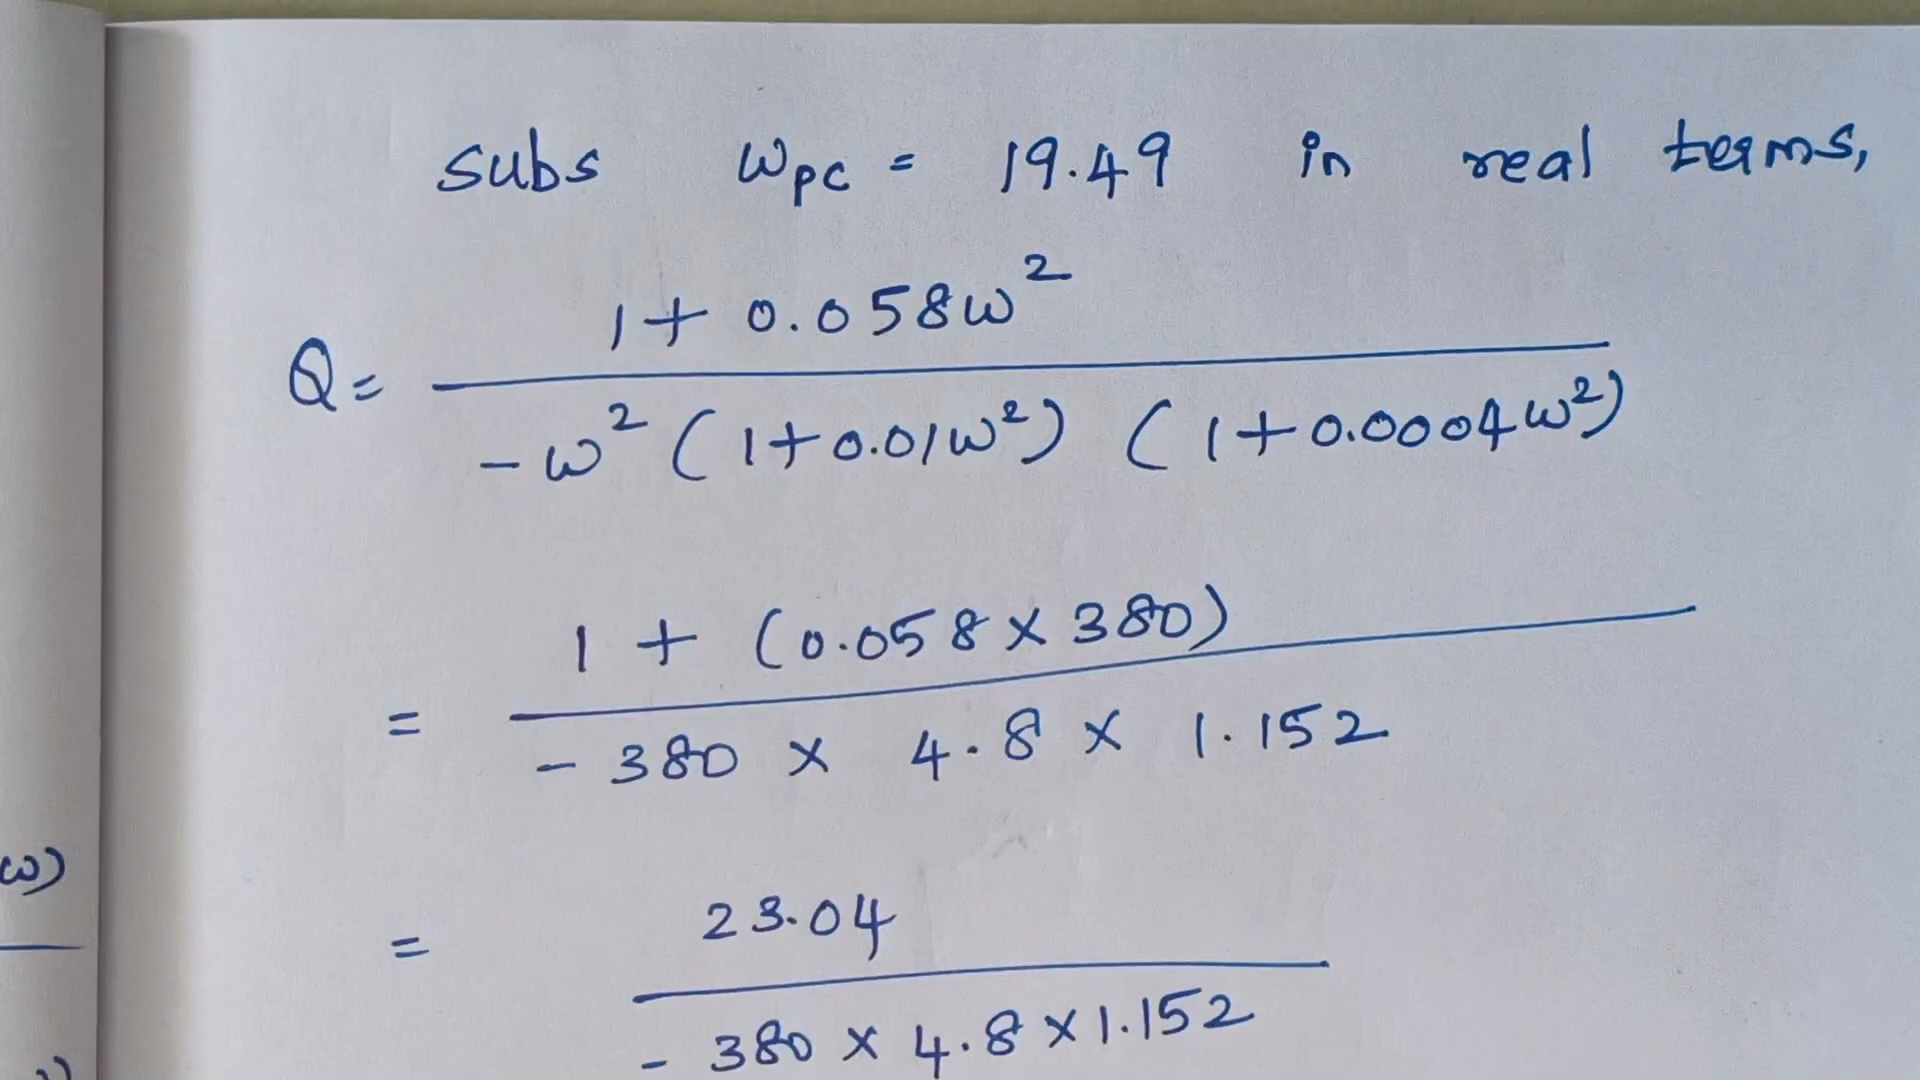 subs ωpc = 19.49 in real terms,
1 + 0.058ω²
Q =
-ω² (1+0.01ω²) (1+0.0004ω²)
1 + (0.058 × 380)
=
- 380 × 4.8 × 1.152
ω)
23.04
=
- 380 × 4.8 × 1.152